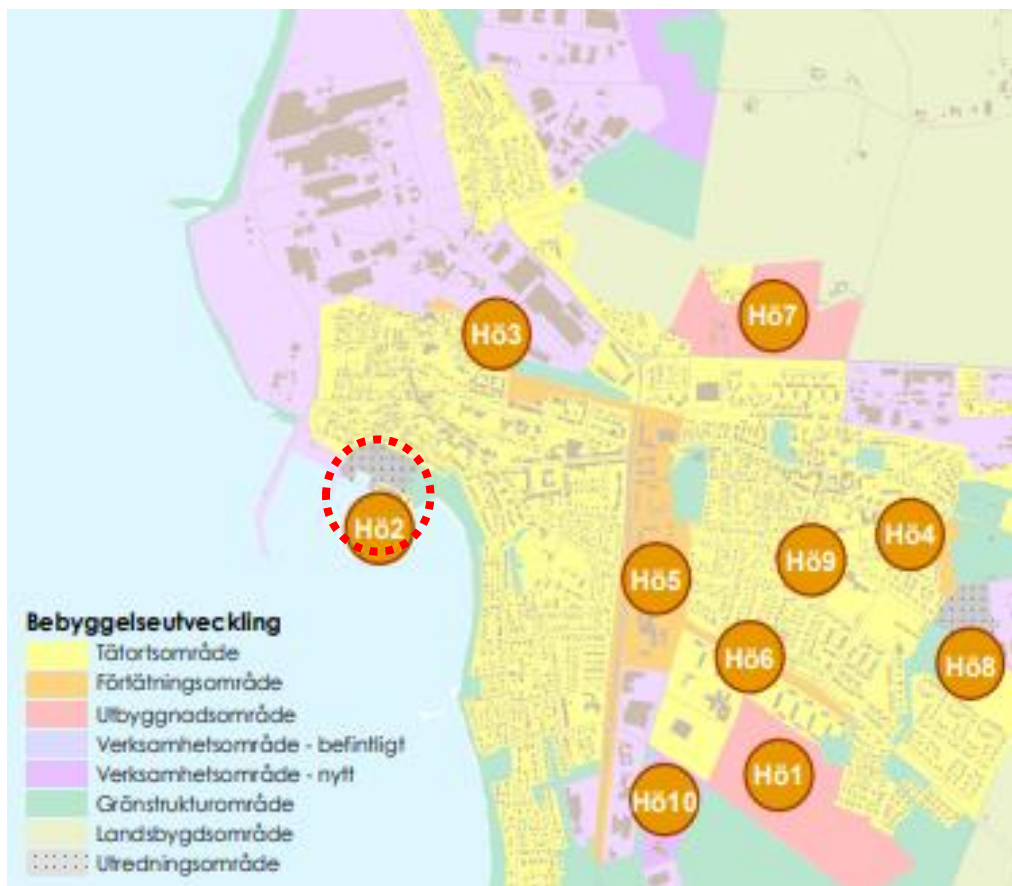 Hö7
Hö3
Hö2
Hö4
Hö9
Hö5
Hö6
Hö8
Hö1
Hö10
Bebyggelseutveckling
Tätortsområde
Förtätningsområde
Utbyggnadsområde
Verksamhetsområde - befintligt
Verksamhetsområde - nytt
Grönstrukturområde
Landsbygdsområde
Utredningsområde